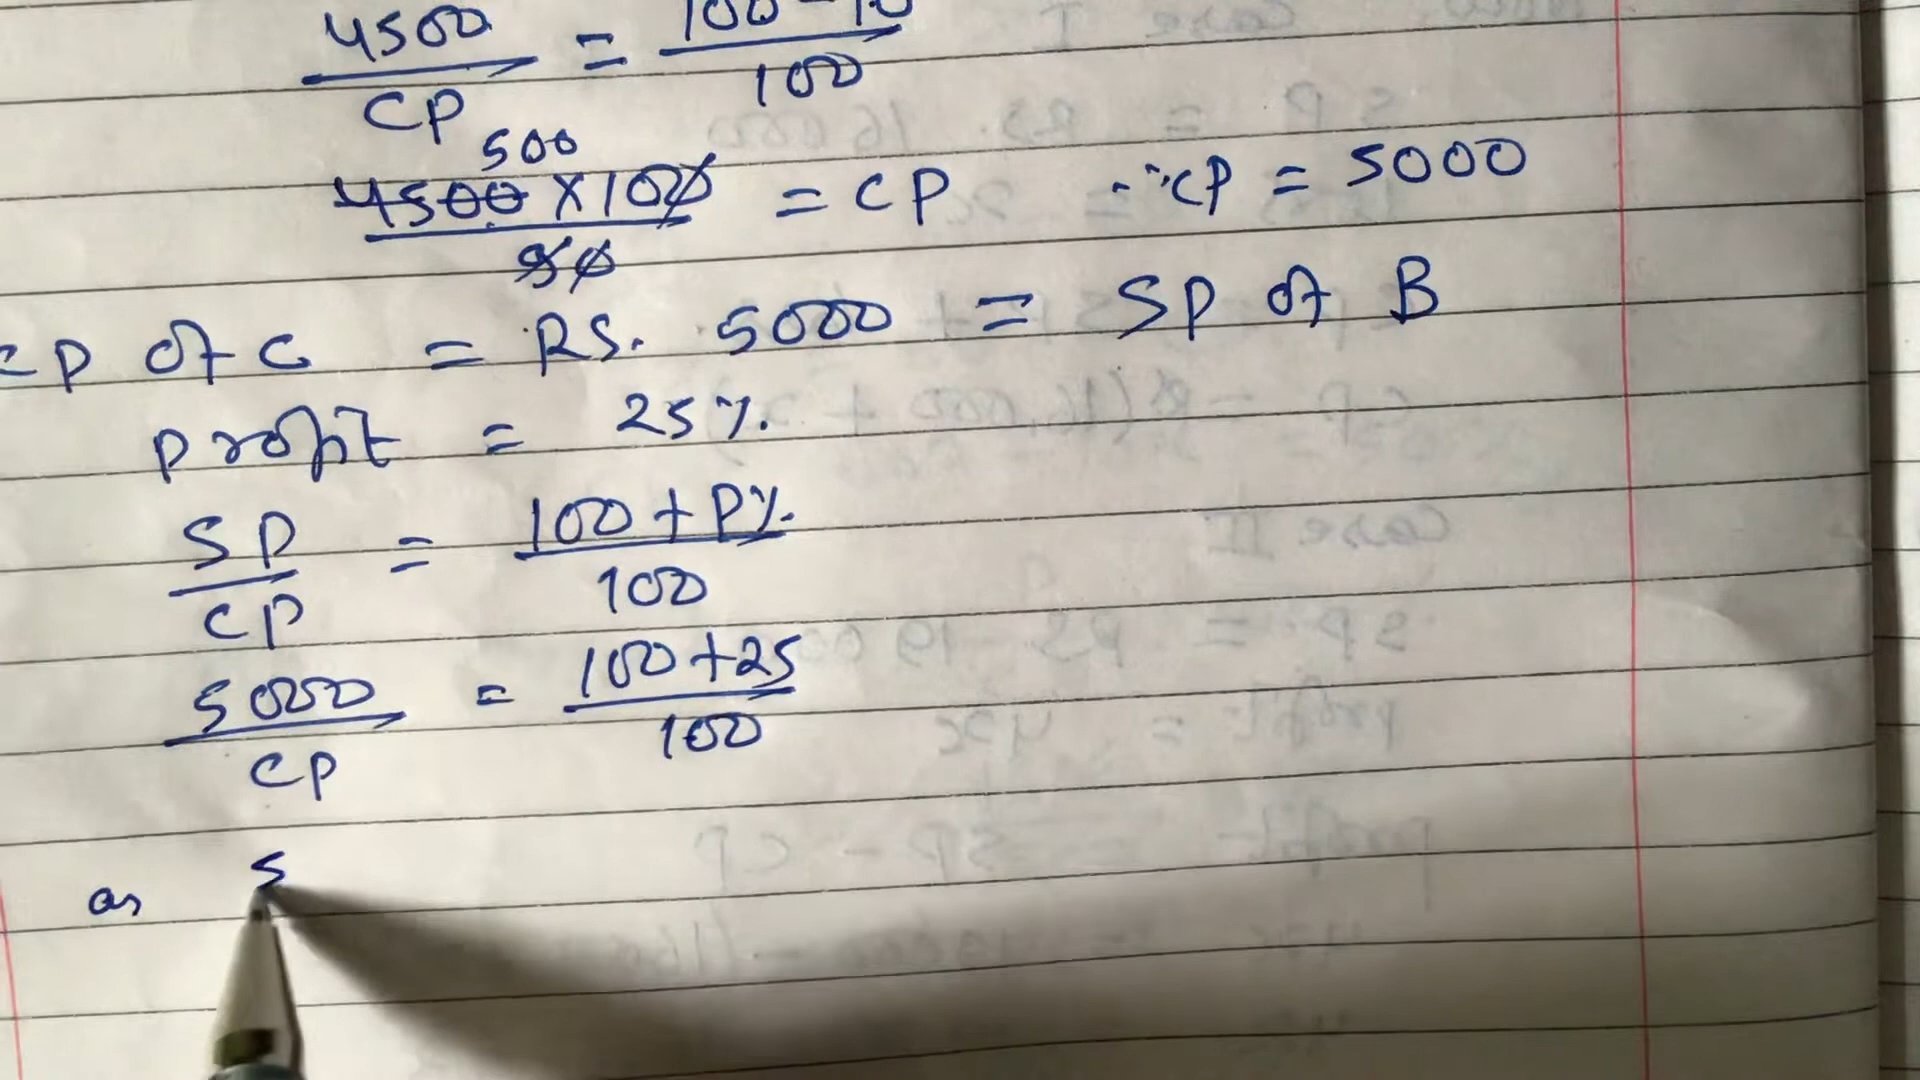 4500/CP = 100-10/100
500
4500 X 100/90 = CP ∴ CP = 5000
CP of C = RS. 5000 = SP of B
profit = 25%.
SP/CP = 100 + P%./100
5000/CP = 100+25/100
as 5